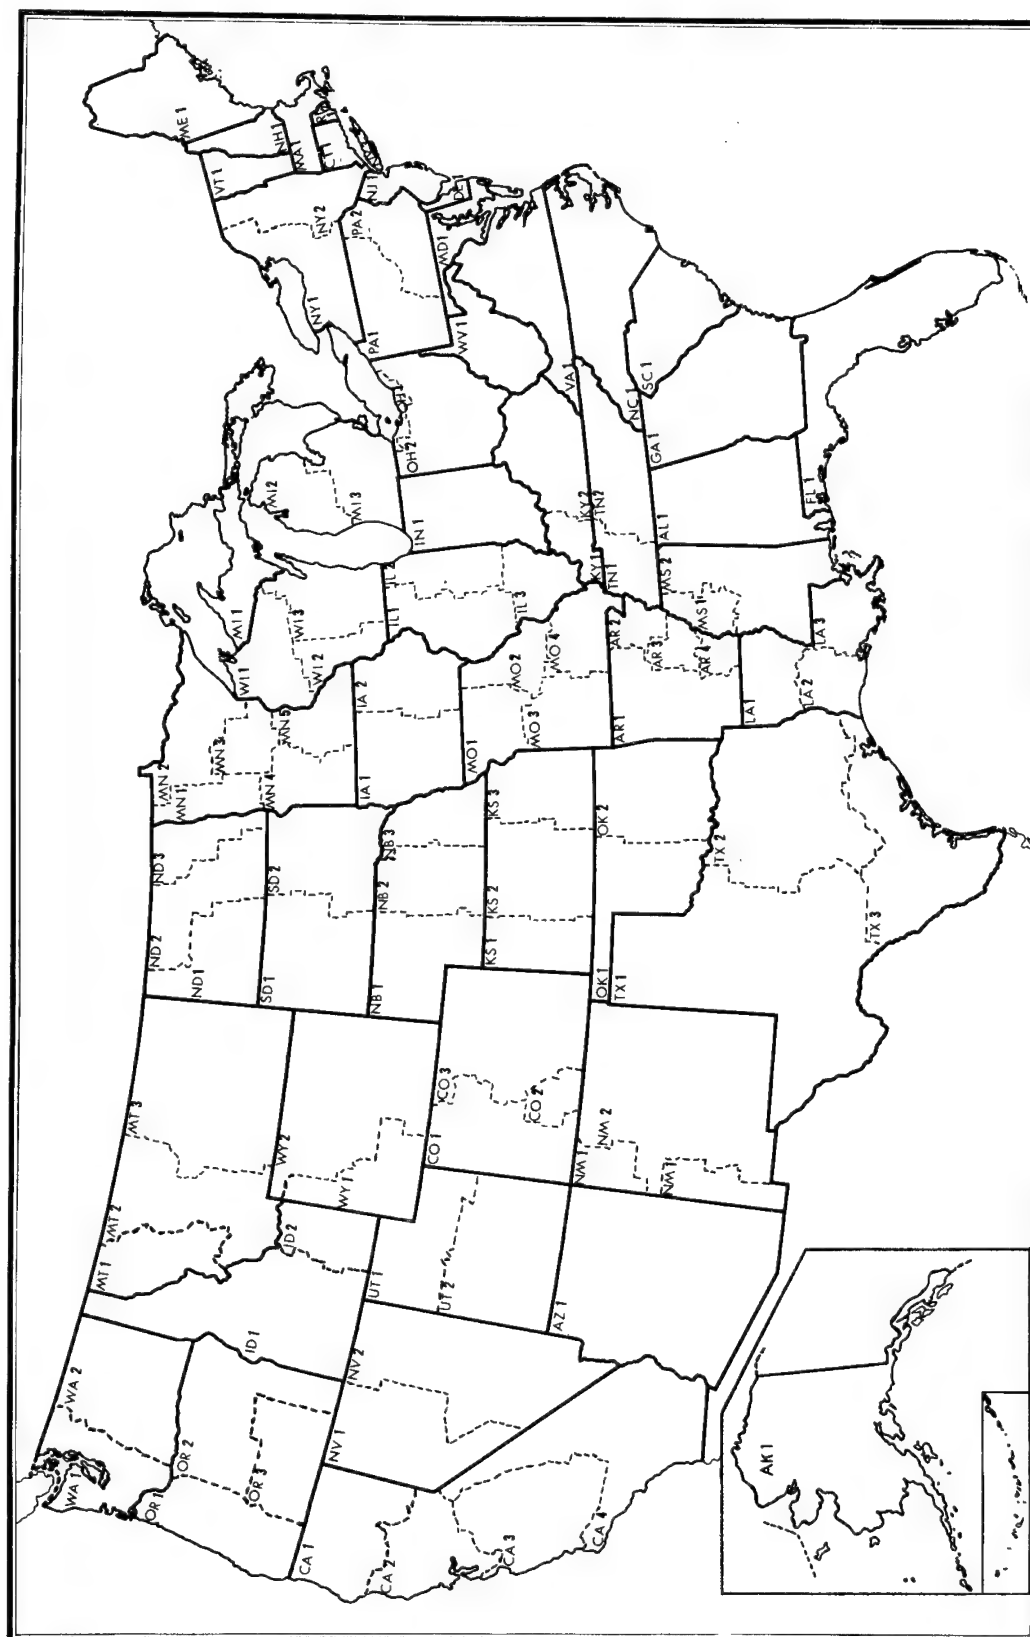 WA 1
WA 2
OR 1
OR 2
OR 3
CA 1
CA 2
CA 3
CA 4
NV 1
NV 2
ID 1
ID 2
MT 1
MT 2
MT 3
WY 1
WY 2
UT 1
UT 2
AZ 1
CO 1
CO 2
CO 3
NM 1
NM 2
NM 1
ND 1
ND 2
ND 3
SD 1
SD 2
NB 1
NB 2
NB 3
KS 1
KS 2
KS 3
OK 1
OK 2
TX 1
TX 2
TX 3
MN 1
MN 2
MN 3
MN 4
MN 5
IA 1
IA 2
MO 1
MO 2
MO 3
MO 4
AR 1
AR 2
AR 3
AR 4
LA 1
LA 2
LA 3
WI 1
WI 2
WI 3
MI 1
MI 2
MI 3
IL 1
IL 3
IN 1
OH 2
KY 1
KY 2
TN 1
TN 2
MS 1
MS 2
AL 1
GA 1
FL 1
SC 1
NC 1
VA 1
WV 1
MD 1
PA 1
PA 2
NY 1
NY 2
NJ 1
CT 1
MA 1
NH 1
VT 1
ME 1
AK 1